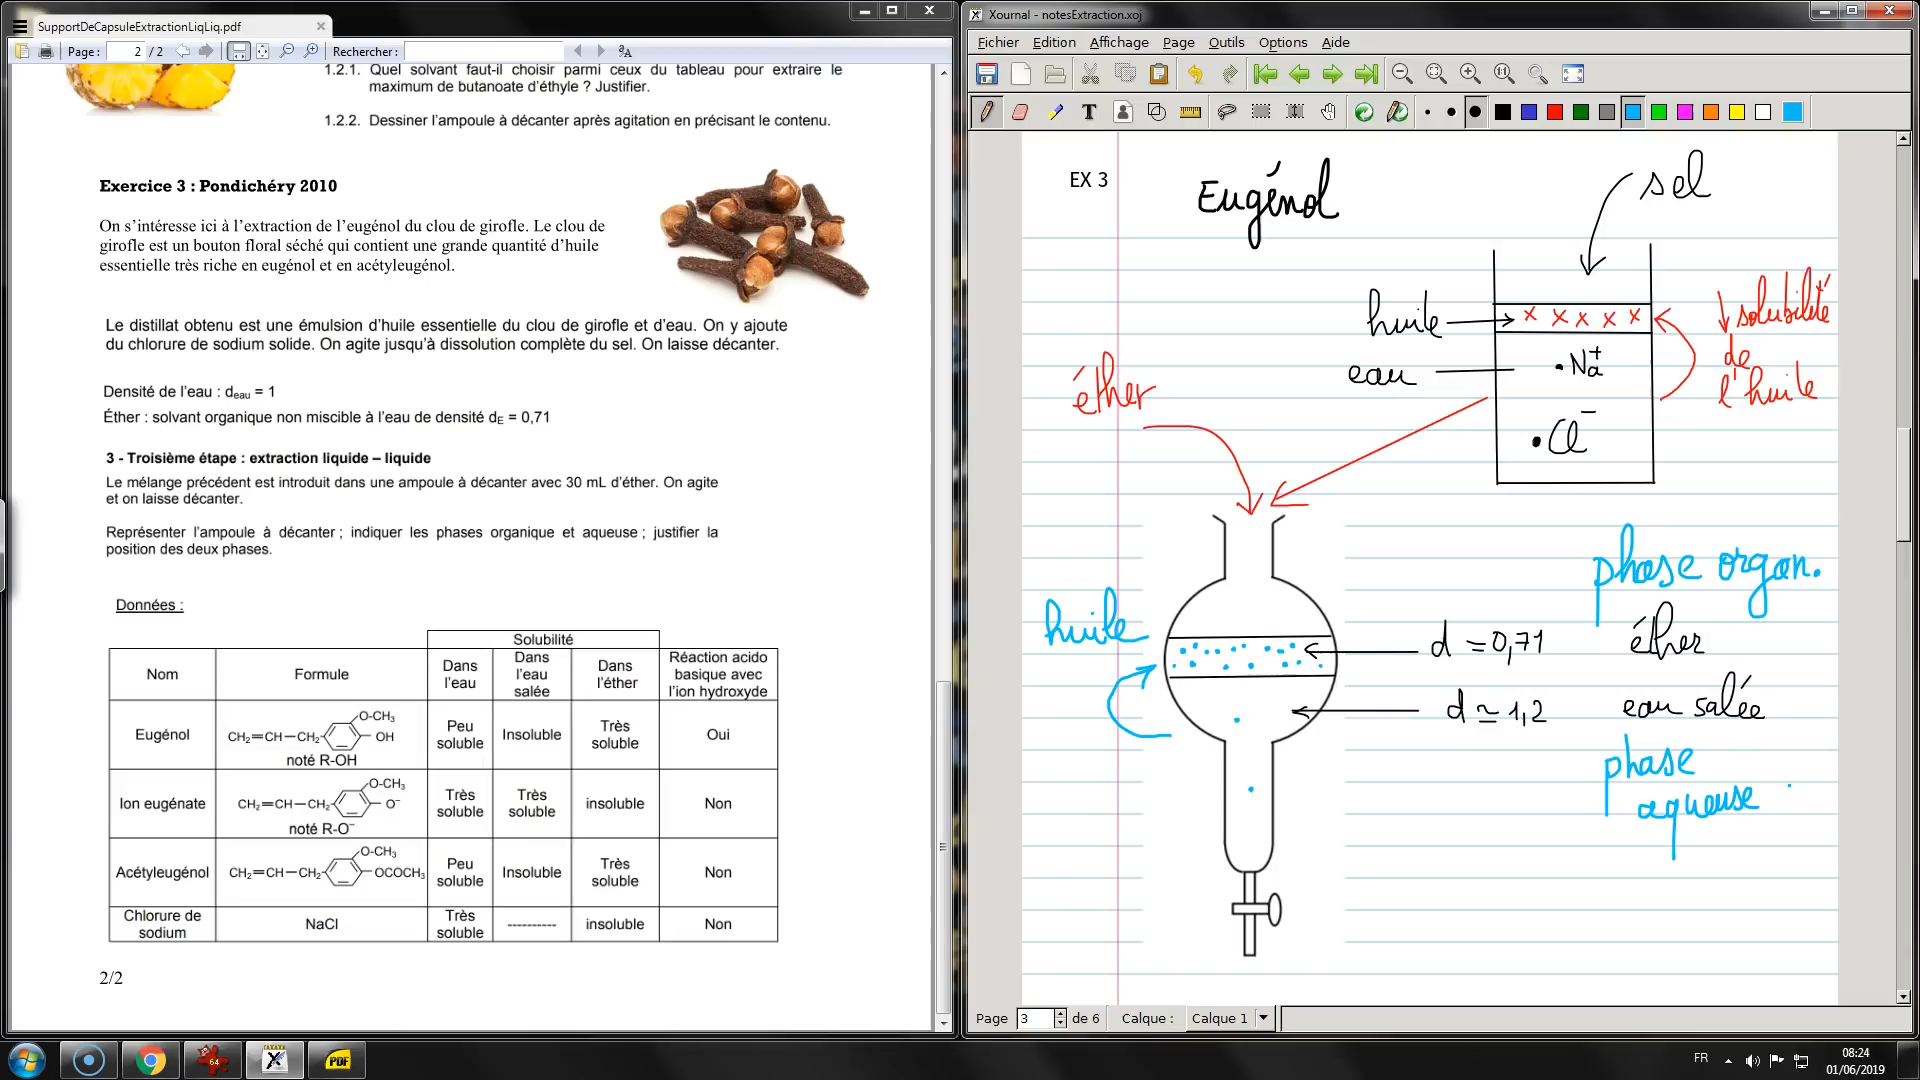 SupportDeCapsuleExtractionLiqLiq.pdf
Page : 2 / 2 Rechercher :
1.2.1. Quel solvant faut-il choisir parmi ceux du tableau pour extraire le
maximum de butanoate d'éthyle ? Justifier.
1.2.2. Dessiner l'ampoule à décanter après agitation en précisant le contenu.
Exercice 3 : Pondichéry 2010
On s'intéresse ici à l'extraction de l'eugénol du clou de girofle. Le clou de
girofle est un bouton floral séché qui contient une grande quantité d'huile
essentielle très riche en eugénol et en acétyleugénol.
Le distillat obtenu est une émulsion d'huile essentielle du clou de girofle et d'eau. On y ajoute
du chlorure de sodium solide. On agite jusqu'à dissolution complète du sel. On laisse décanter.
Densité de l'eau : deau = 1
Éther : solvant organique non miscible à l'eau de densité dE = 0,71
3 - Troisième étape : extraction liquide – liquide
Le mélange précédent est introduit dans une ampoule à décanter avec 30 mL d'éther. On agite
et on laisse décanter.
Représenter l'ampoule à décanter ; indiquer les phases organique et aqueuse ; justifier la
position des deux phases.
Données :
Solubilité
Nom
Formule
Dans
l'eau
Dans
l'eau
salée
Dans
l'éther
Réaction acido
basique avec
l'ion hydroxyde
Eugénol
CH2=CH—CH2
O-CH3
OH
noté R-OH
Peu
soluble
Insoluble
Très
soluble
Oui
Ion eugénate
CH2=CH—CH2
O-CH3
O–
noté R-O–
Très
soluble
Très
soluble
insoluble
Non
Acétyleugénol
CH2=CH—CH2
O-CH3
OCOCH3
Peu
soluble
Insoluble
Très
soluble
Non
Chlorure de
sodium
NaCl
Très
soluble
----------
insoluble
Non
2/2
Xournal - notesExtraction.xoj
Fichier Edition Affichage Page Outils Options Aide
EX 3
Eugénol
sel
huile
x x x x x
↓ solubilité
de
l'huile
eau
• Na+
• Cl−
éther
phase organ.
huile
d = 0,71 éther
d ≃ 1,2 eau salée
phase
aqueuse
Page 3 de 6 Calque : Calque 1
64
PDF
FR
08:24
01/06/2019